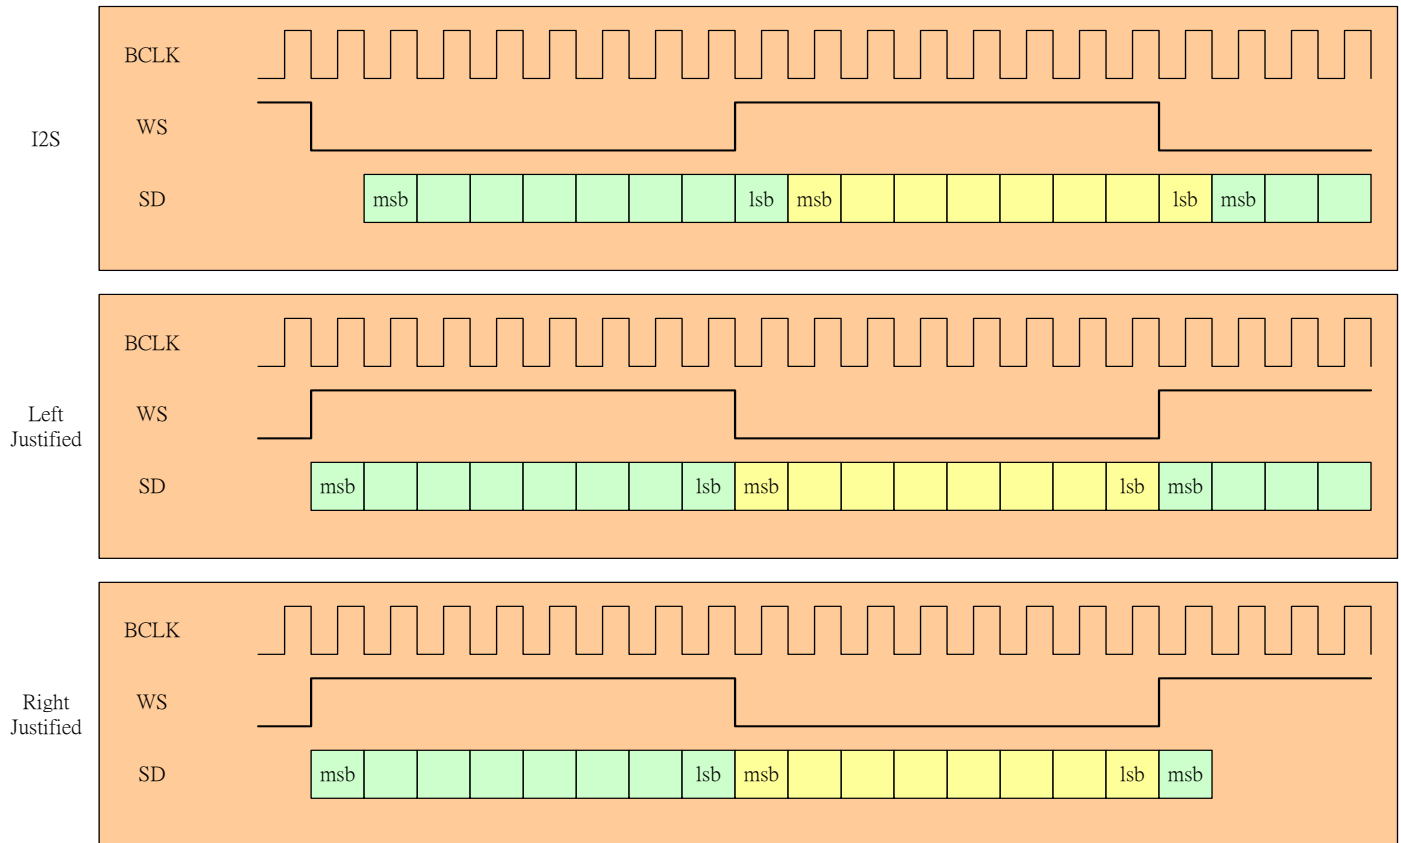 BCLK
I2S
WS
SD
msb
lsb
msb
lsb
msb
BCLK
Left
Justified
WS
SD
msb
lsb
msb
lsb
msb
BCLK
Right
Justified
WS
SD
msb
lsb
msb
lsb
msb